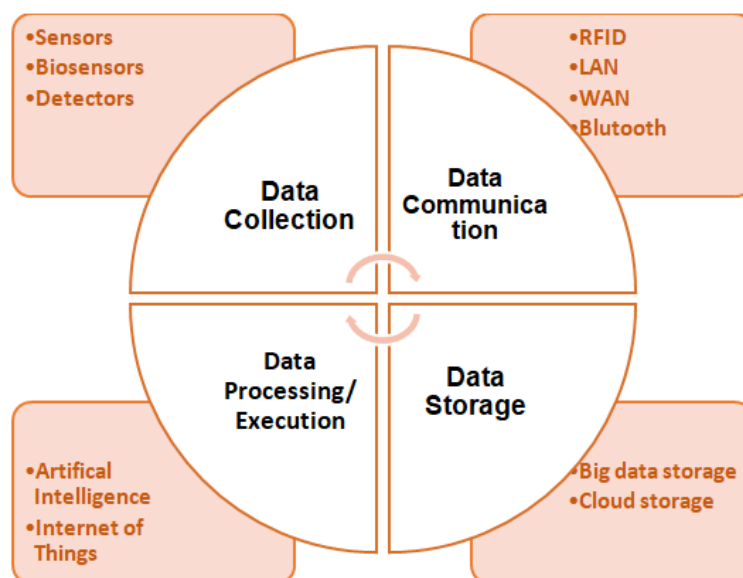 •Sensors
•Biosensors
•Detectors
•RFID
•LAN
•WAN
•Blutooth
Data
Collection
Data
Communica
tion
Data
Processing/
Execution
Data
Storage
•Artifical
Intelligence
•Internet of
Things
•Big data storage
•Cloud storage